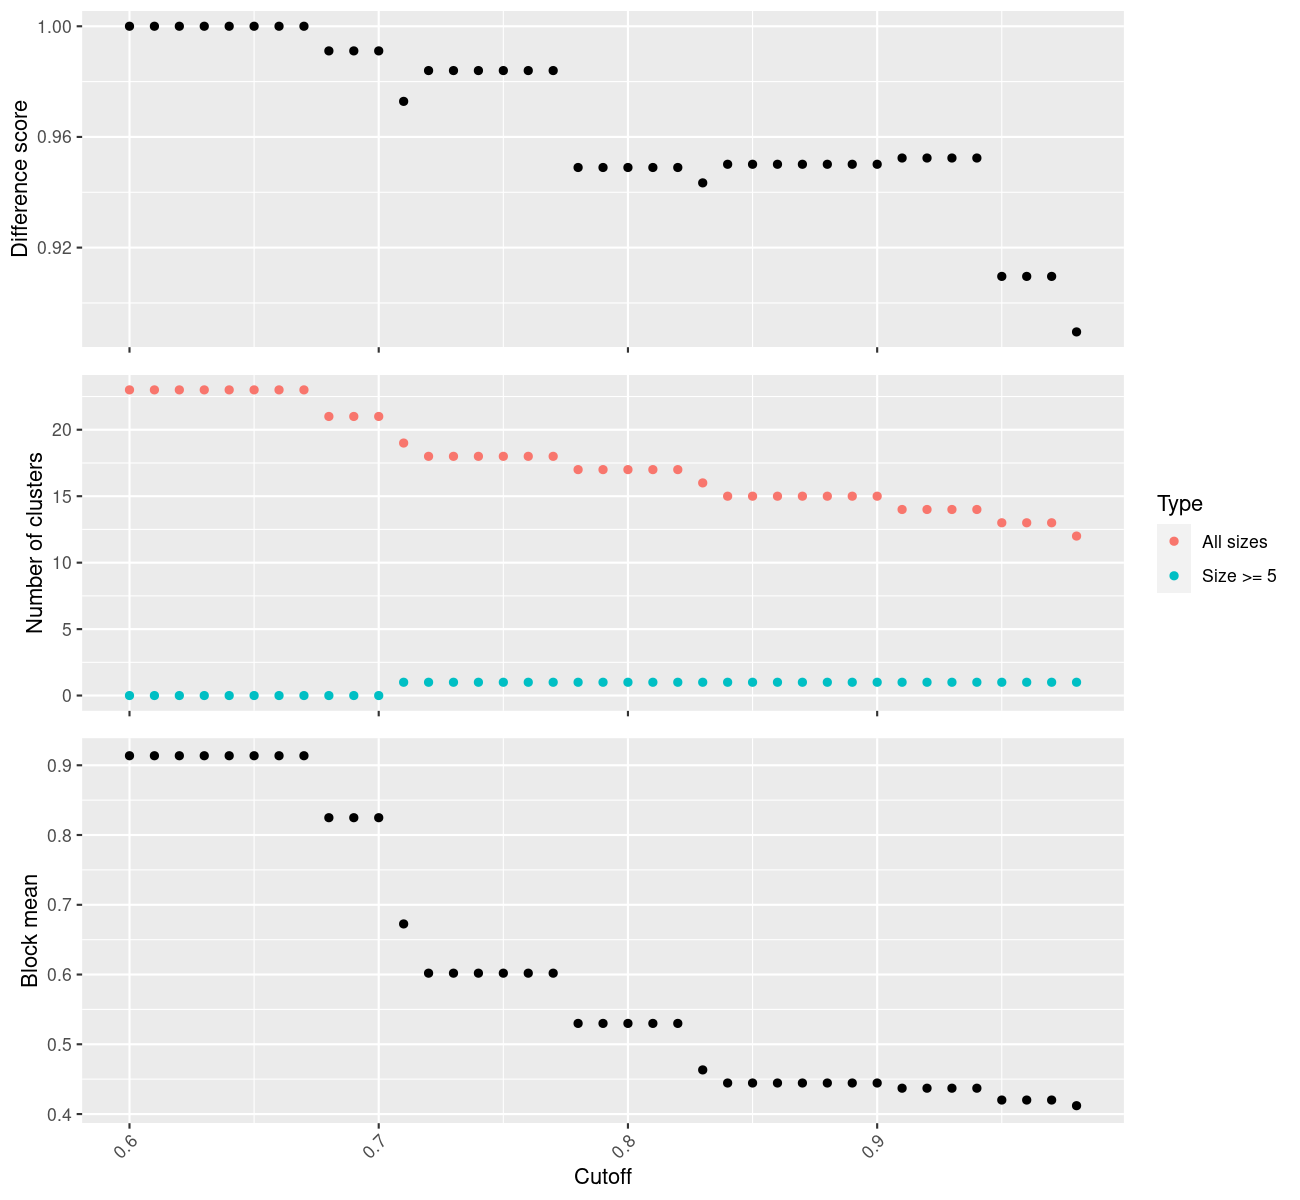 Difference score
1.00
0.96
0.92
Number of clusters
20
15
10
5
0
Type
All sizes
Size >= 5
Block mean
0.9
0.8
0.7
0.6
0.5
0.4
0.6 0.7 0.8 0.9
Cutoff